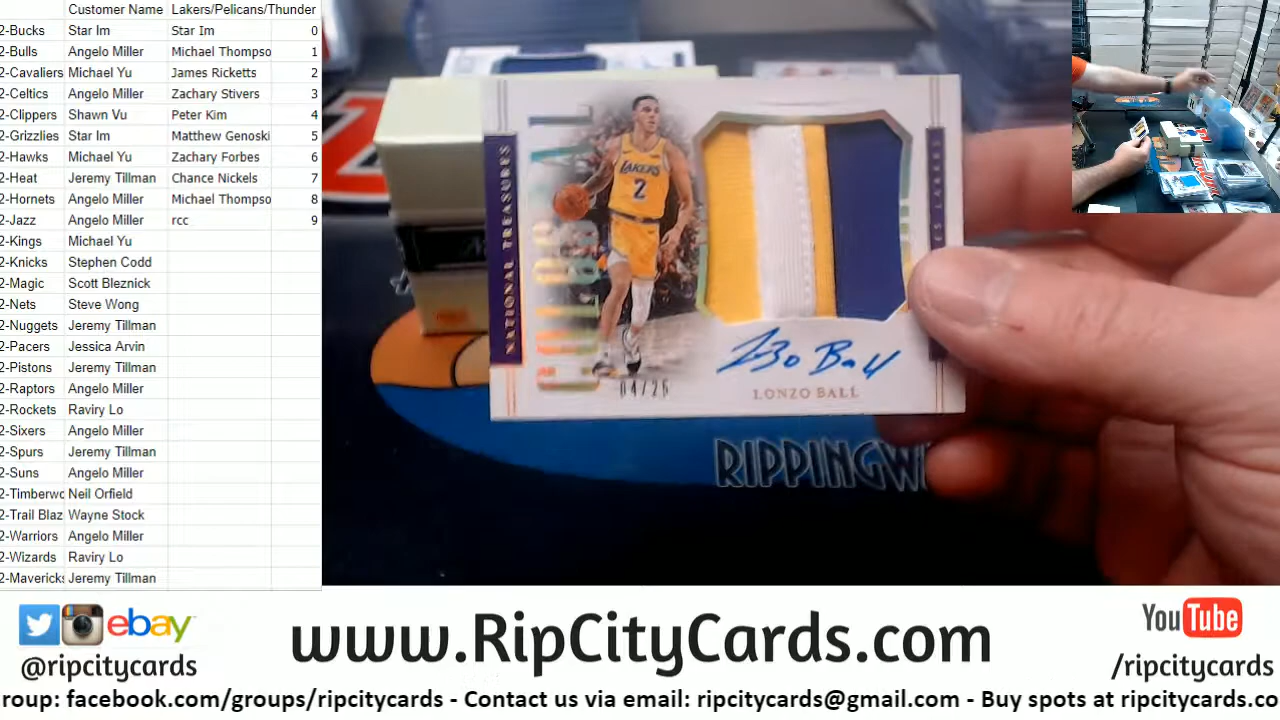 Customer Name Lakers/Pelicans/Thunder
2-Bucks Star Im Star Im 0
2-Bulls Angelo Miller Michael Thompso 1
2-Cavaliers Michael Yu James Ricketts 2
2-Celtics Angelo Miller Zachary Stivers 3
2-Clippers Shawn Vu Peter Kim 4
2-Grizzlies Star Im Matthew Genoski 5
2-Hawks Michael Yu Zachary Forbes 6
2-Heat Jeremy Tillman Chance Nickels 7
2-Hornets Angelo Miller Michael Thompso 8
2-Jazz Angelo Miller rcc 9
2-Kings Michael Yu
2-Knicks Stephen Codd
2-Magic Scott Bleznick
2-Nets Steve Wong
2-Nuggets Jeremy Tillman
2-Pacers Jessica Arvin
2-Pistons Jeremy Tillman
2-Raptors Angelo Miller
2-Rockets Raviry Lo
2-Sixers Angelo Miller
2-Spurs Jeremy Tillman
2-Suns Angelo Miller
2-Timberwo Neil Orfield
2-Trail Blaz Wayne Stock
2-Warriors Angelo Miller
2-Wizards Raviry Lo
2-Mavericks Jeremy Tillman
NATIONAL TREASURES
COLOSSAL
LAKERS
2
04/25
LONZO BALL
RIPPINGW
ebay
@ripcitycards
www.RipCityCards.com
YouTube
/ripcitycards
roup: facebook.com/groups/ripcitycards - Contact us via email: ripcitycards@gmail.com - Buy spots at ripcitycards.co